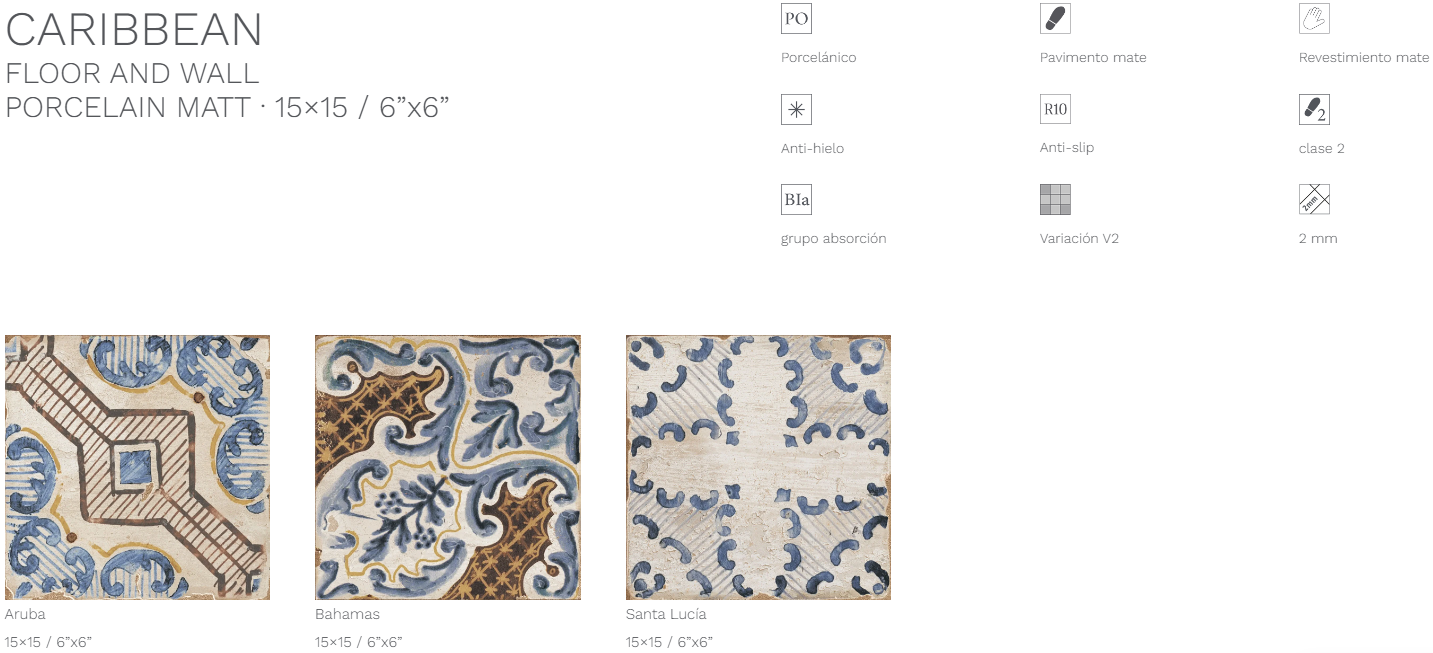 CARIBBEAN
FLOOR AND WALL
PORCELAIN MATT · 15×15 / 6”x6”
PO
Porcelánico
Pavimento mate
Revestimiento mate
Anti-hielo
R10
Anti-slip
2
clase 2
BIa
grupo absorción
Variación V2
2mm
2 mm
Aruba
15×15 / 6”x6”
Bahamas
15×15 / 6”x6”
Santa Lucía
15×15 / 6”x6”